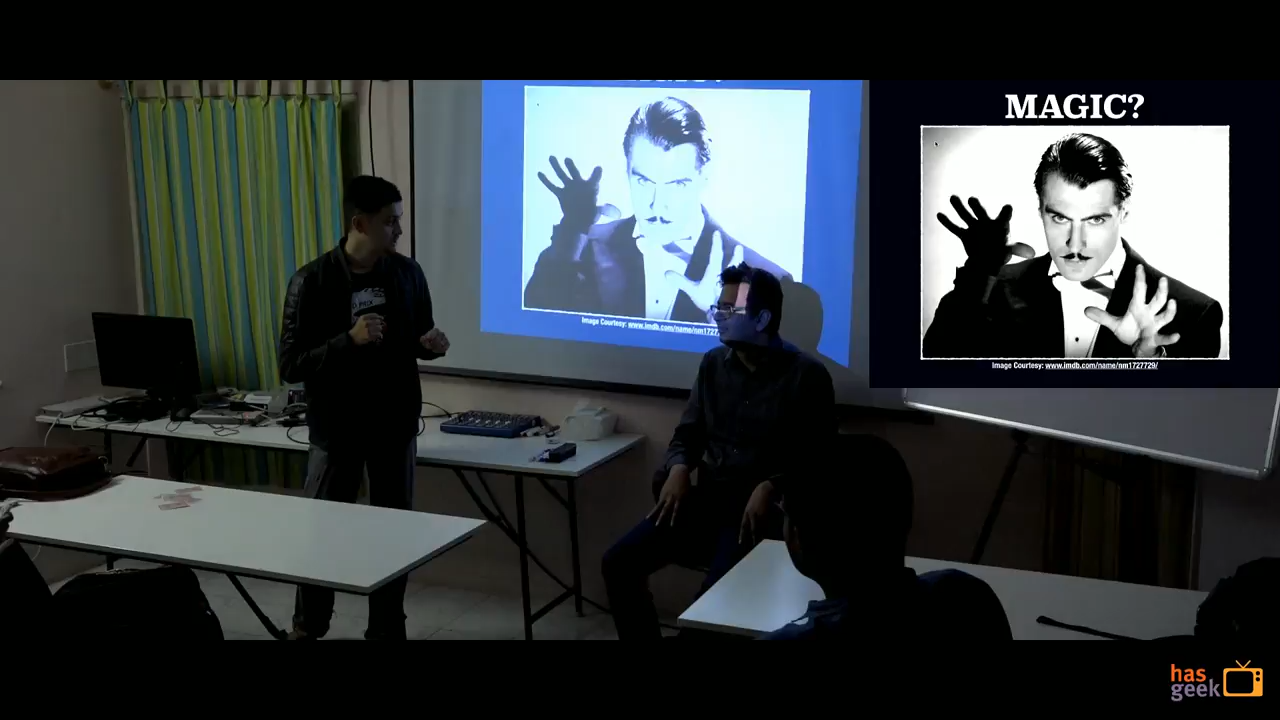 MAGIC?
Image Courtesy: www.imdb.com/name/nm1727729/
Image Courtesy: www.imdb.com/name/nm1727
has
geek